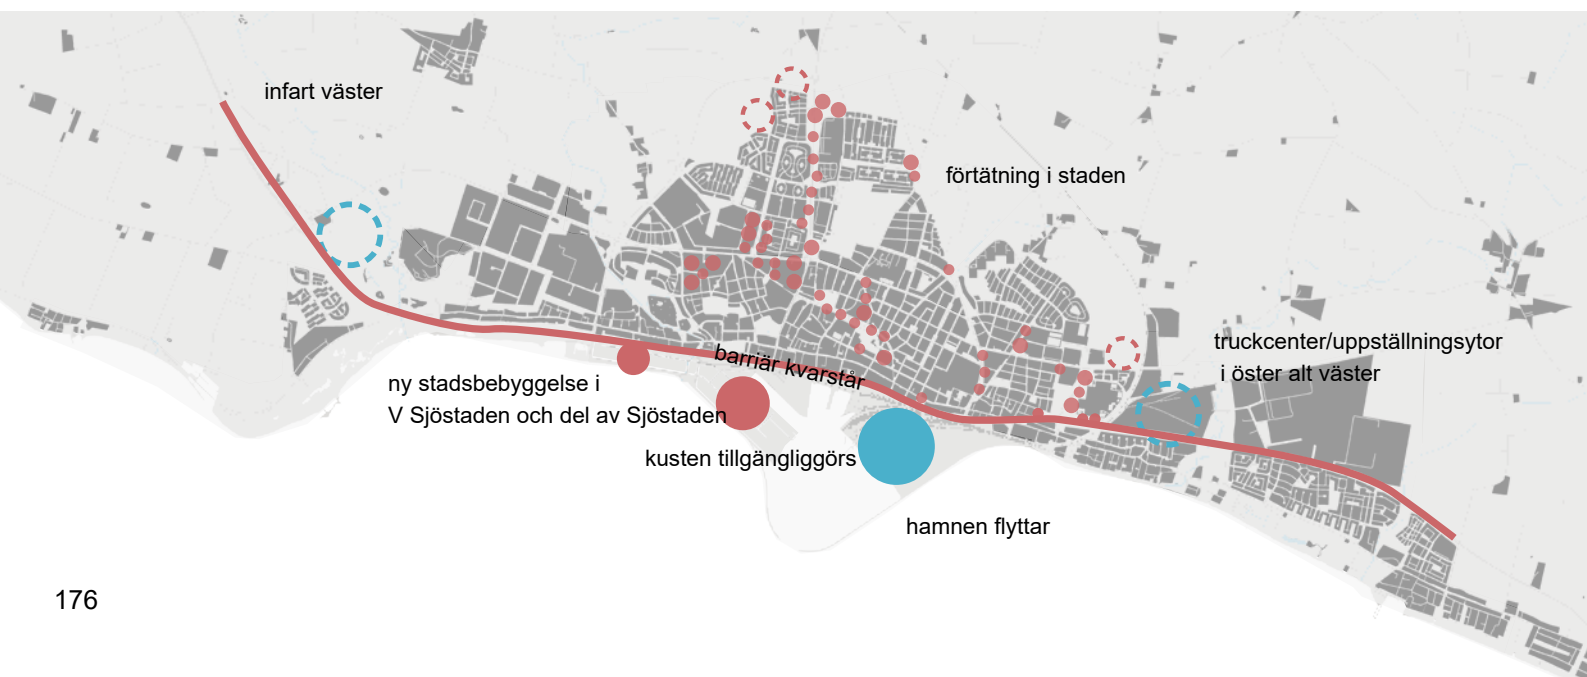 infart väster
förtätning i staden
truckcenter/uppställningsytor
i öster alt väster
barriär kvarstår
ny stadsbebyggelse i
V Sjöstaden och del av Sjöstaden
kusten tillgängliggörs
hamnen flyttar
176